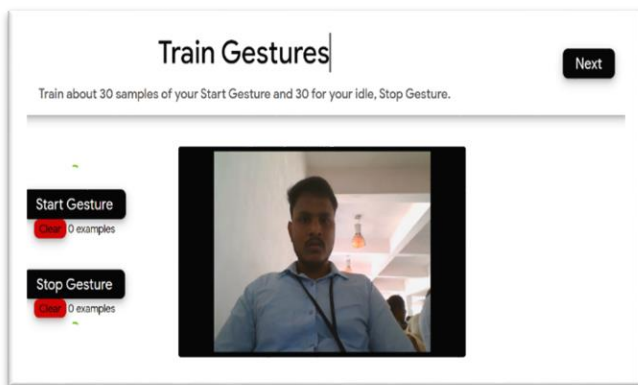 Train Gestures
Next
Train about 30 samples of your Start Gesture and 30 for your idle, Stop Gesture.
Start Gesture
Clear 0 examples
Stop Gesture
Clear 0 examples